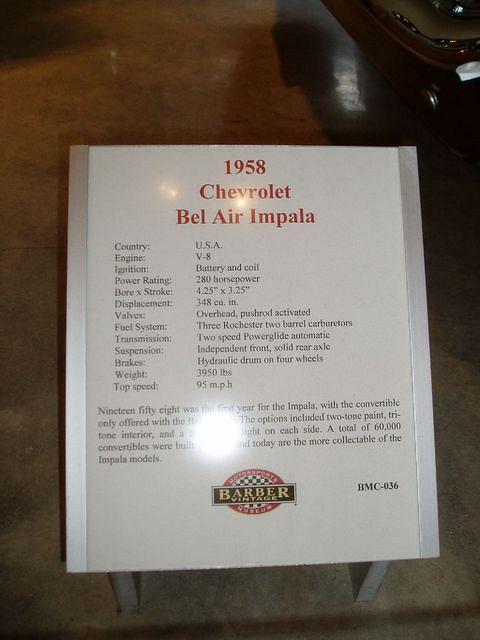 1958
Chevrolet
Bel Air Impala
Country: U.S.A.
Engine: V-8
Ignition: Battery and coil
Power Rating: 280 horsepower
Bore x Stroke: 4.25" x 3.25"
Displacement: 348 cu. in.
Valves: Overhead, pushrod activated
Fuel System: Three Rochester two barrel carburetors
Transmission: Two speed Powerglide automatic
Suspension: Independent front, solid rear axle
Brakes: Hydraulic drum on four wheels
Weight: 3950 lbs
Top speed: 95 m.p.h
Nineteen fifty eight was the first year for the Impala, with the convertible
only offered with the The options included two-tone paint, tri-
tone interior, and a light on each side. A total of 60,000
convertibles were built and today are the more collectable of the
Impala models.
MOTORSPORTS
BARBER
VINTAGE
MUSEUM
BMC-036